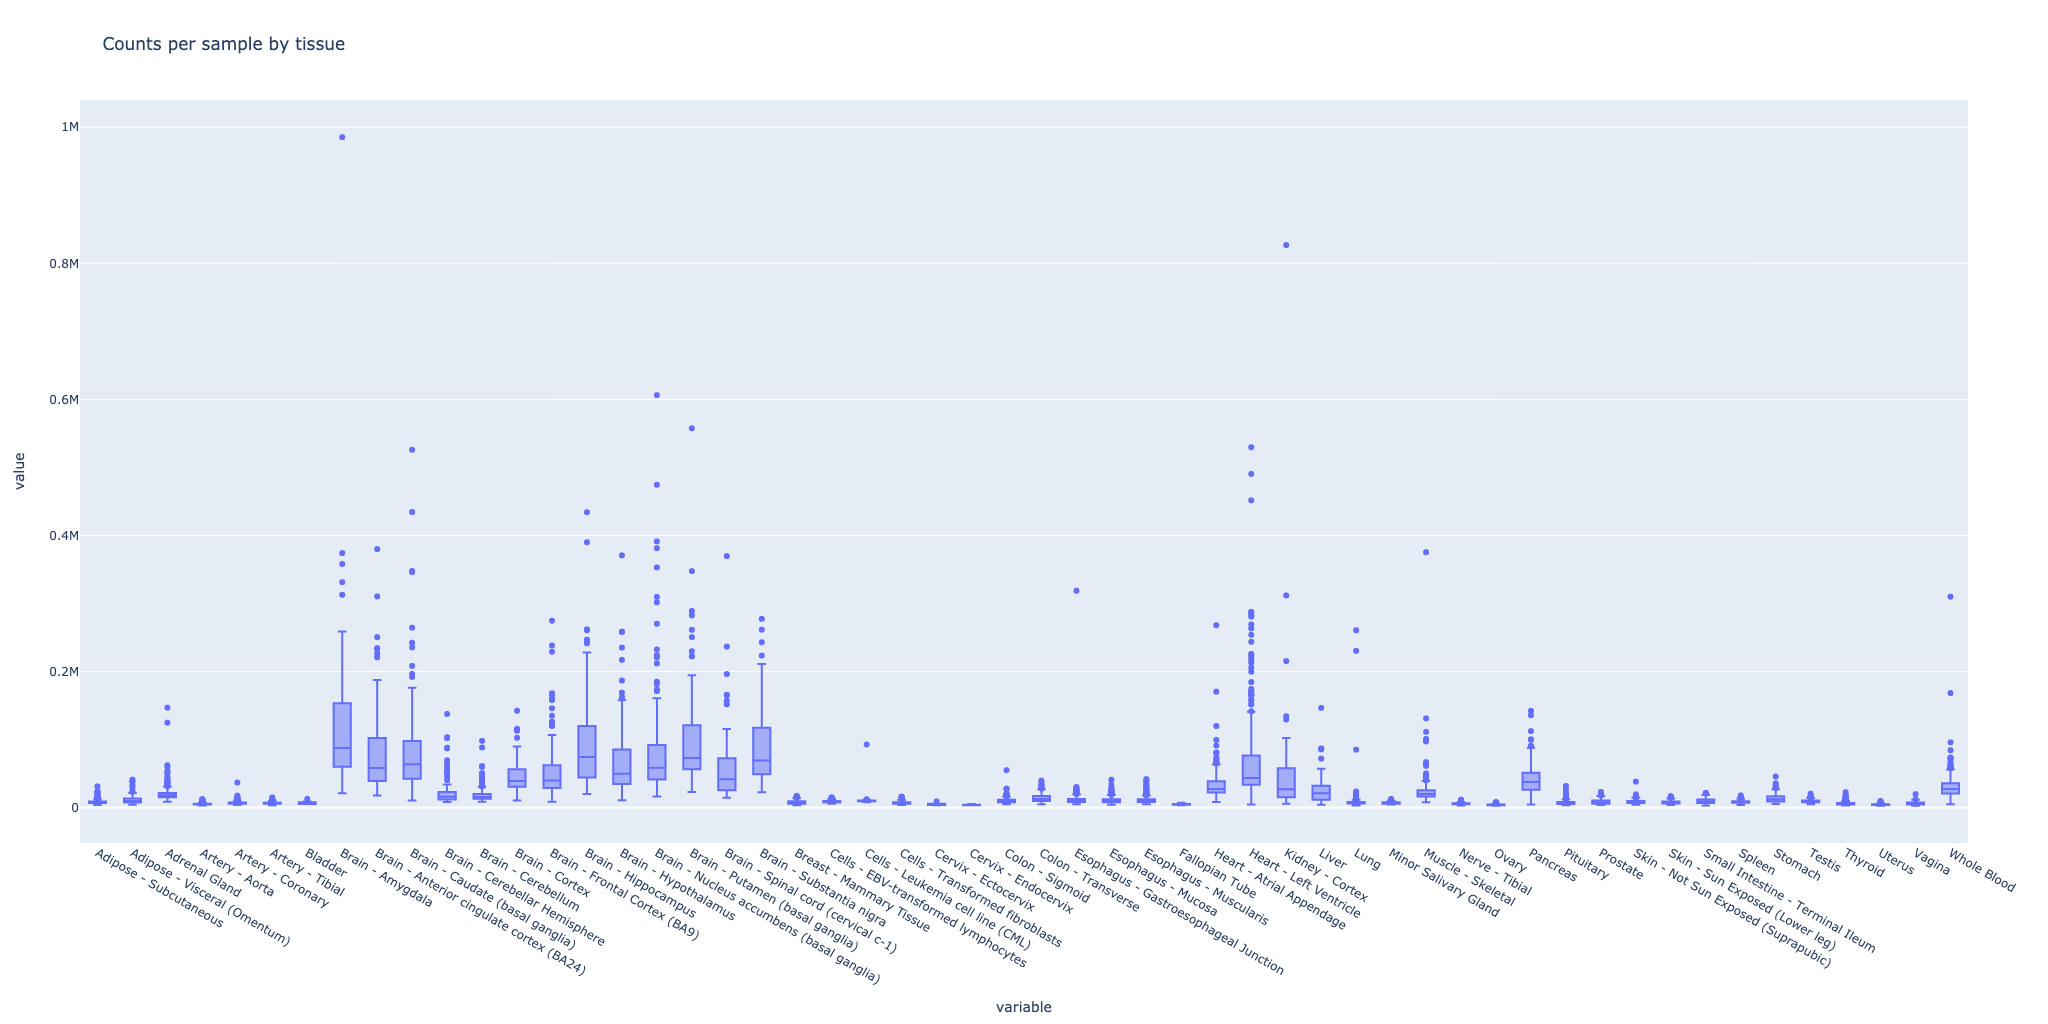 Counts per sample by tissue
1M
0.8M
0.6M
0.4M
0.2M
0
value
Adipose - Subcutaneous
Adipose - Visceral (Omentum)
Adrenal Gland
Artery - Aorta
Artery - Coronary
Artery - Tibial
Bladder
Brain - Amygdala
Brain - Anterior cingulate cortex (BA24)
Brain - Caudate (basal ganglia)
Brain - Cerebellar Hemisphere
Brain - Cerebellum
Brain - Cortex
Brain - Frontal Cortex (BA9)
Brain - Hippocampus
Brain - Hypothalamus
Brain - Nucleus accumbens (basal ganglia)
Brain - Putamen (basal ganglia)
Brain - Spinal cord (cervical c-1)
Brain - Substantia nigra
Breast - Mammary Tissue
Cells - EBV-transformed lymphocytes
Cells - Leukemia cell line (CML)
Cells - Transformed fibroblasts
Cervix - Ectocervix
Cervix - Endocervix
Colon - Sigmoid
Colon - Transverse
Esophagus - Gastroesophageal Junction
Esophagus - Mucosa
Esophagus - Muscularis
Fallopian Tube
Heart - Atrial Appendage
Heart - Left Ventricle
Kidney - Cortex
Liver
Lung
Minor Salivary Gland
Muscle - Skeletal
Nerve - Tibial
Ovary
Pancreas
Pituitary
Prostate
Skin - Not Sun Exposed (Suprapubic)
Skin - Sun Exposed (Lower leg)
Small Intestine - Terminal Ileum
Spleen
Stomach
Testis
Thyroid
Uterus
Vagina
Whole Blood
variable